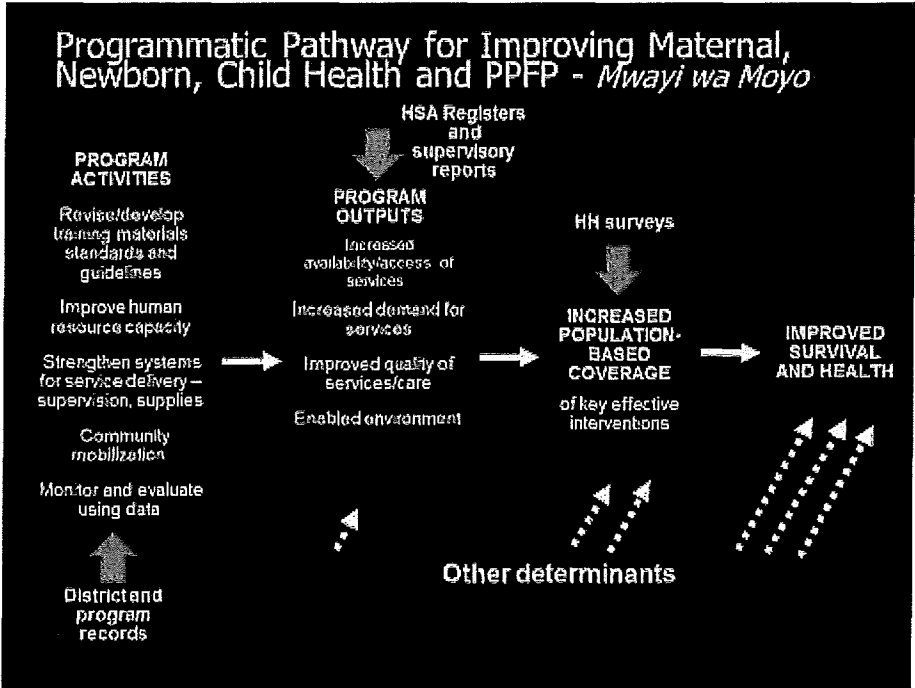 Programmatic Pathway for Improving Maternal,
Newborn, Child Health and PPFP - Mwayi wa Moyo
HSA Registers
and
supervisory
reports
PROGRAM
ACTIVITIES
Revise/develop
training materials
standards and
guidelines
Improve human
resource capacity
Strengthen systems
for service delivery –
supervision, supplies
Community
mobilization
Monitor and evaluate
using data
District and
program
records
PROGRAM
OUTPUTS
Increased
availability/access of
services
Increased demand for
services
Improved quality of
services/care
Enabled environment
HH surveys
INCREASED
POPULATION-
BASED
COVERAGE
of key effective
interventions
IMPROVED
SURVIVAL
AND HEALTH
Other determinants